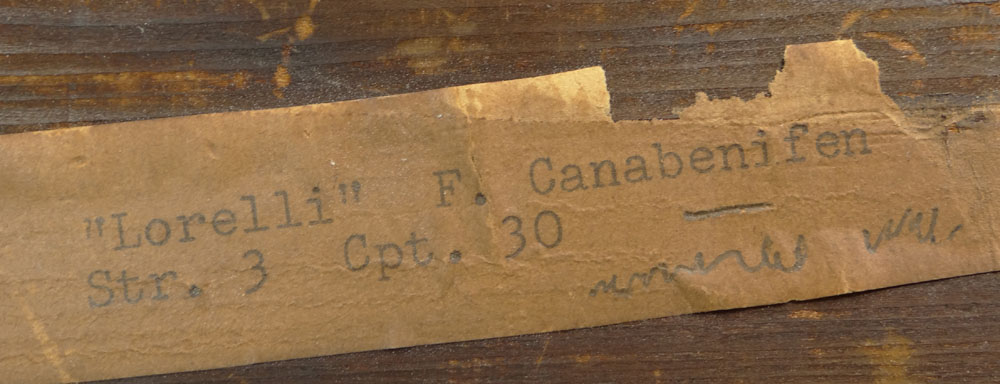 "Lorelli" F. Canabenifen
Str. 3 Cpt. 30